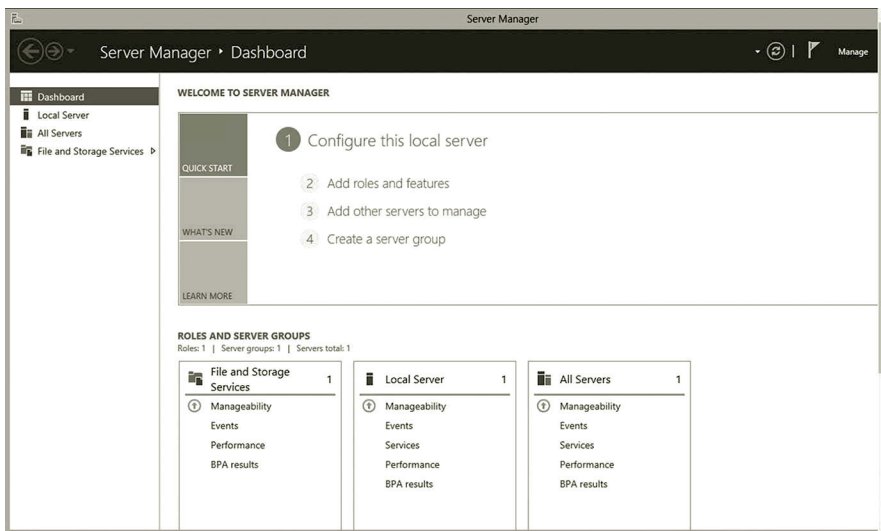 Server Manager
Server Manager ‣ Dashboard
Manage
Dashboard
Local Server
All Servers
File and Storage Services
WELCOME TO SERVER MANAGER
QUICK START
WHAT'S NEW
LEARN MORE
1 Configure this local server
2 Add roles and features
3 Add other servers to manage
4 Create a server group
ROLES AND SERVER GROUPS
Roles: 1 | Server groups: 1 | Servers total: 1
File and Storage
Services 1
Manageability
Events
Performance
BPA results
Local Server 1
Manageability
Events
Services
Performance
BPA results
All Servers 1
Manageability
Events
Services
Performance
BPA results